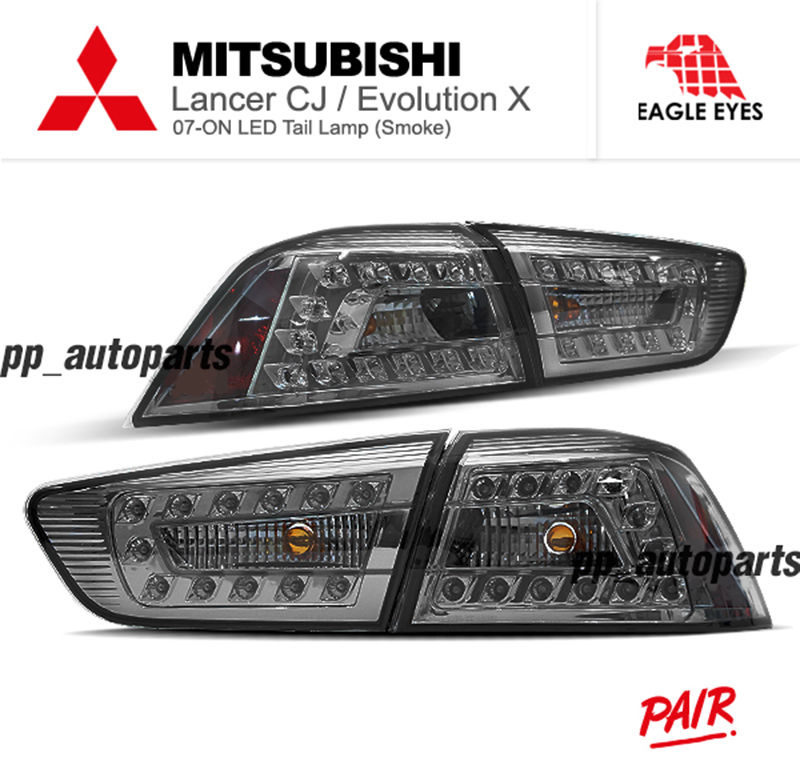 MITSUBISHI
Lancer CJ / Evolution X
07-ON LED Tail Lamp (Smoke)
EAGLE EYES
pp_autoparts
pp_autoparts
PAIR